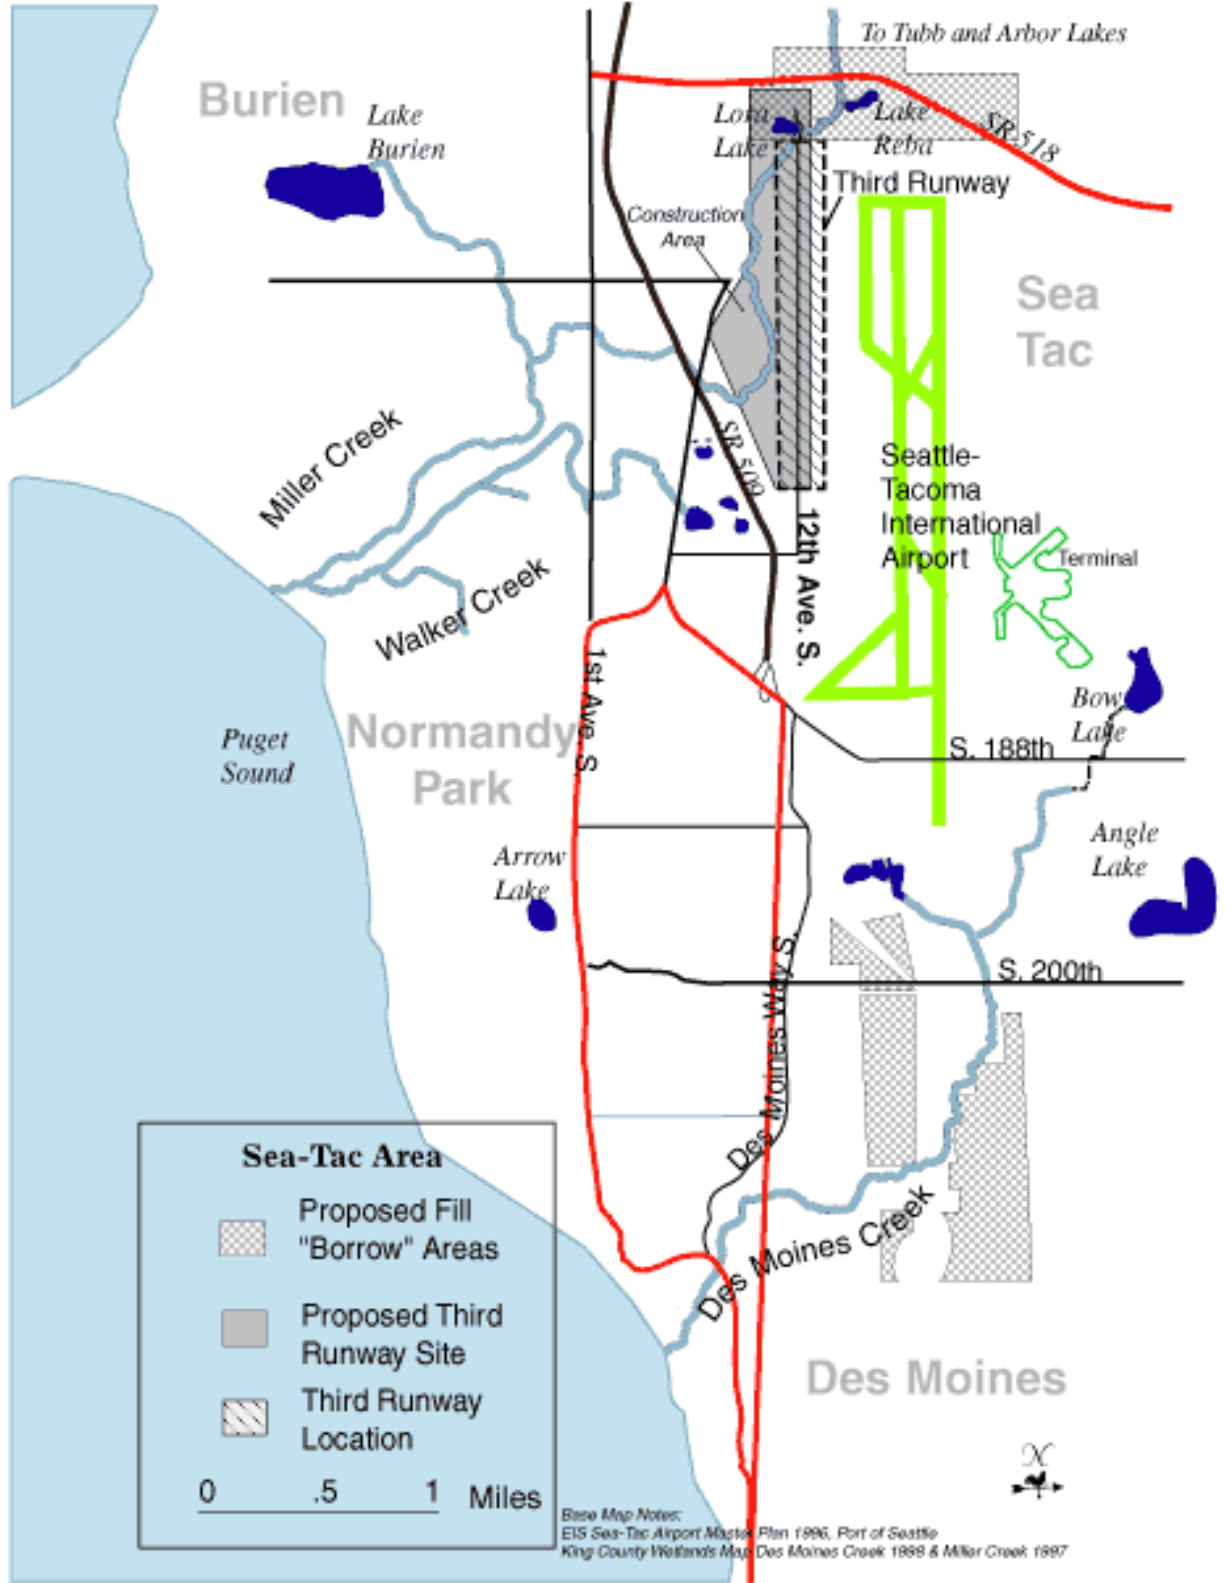 To Tubb and Arbor Lakes
Burien
Lake
Burien
Lora
Lake
Lake
Reba
SR 518
Third Runway
Construction
Area
Sea
Tac
Miller Creek
SR 509
Seattle-
Tacoma
International
Airport
Terminal
12th Ave. S.
Walker Creek
1st Ave. S.
Normandy
Park
Puget
Sound
Bow
Lake
S. 188th
Arrow
Lake
Angle
Lake
S. 200th
Des Moines Way S.
Des Moines Creek
Des Moines
Sea-Tac Area
Proposed Fill
"Borrow" Areas
Proposed Third
Runway Site
Third Runway
Location
0 .5 1 Miles
N
Base Map Notes:
EIS Sea-Tac Airport Master Plan 1996, Port of Seattle
King County Wetlands Map Des Moines Creek 1999 & Miller Creek 1997